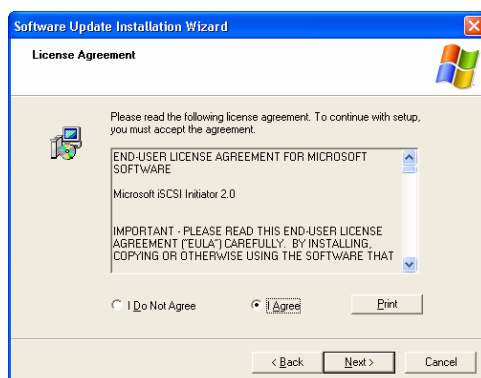 Software Update Installation Wizard
License Agreement
Please read the following license agreement. To continue with setup,
you must accept the agreement.
END-USER LICENSE AGREEMENT FOR MICROSOFT
SOFTWARE
Microsoft iSCSI Initiator 2.0
IMPORTANT - PLEASE READ THIS END-USER LICENSE
AGREEMENT ("EULA") CAREFULLY. BY INSTALLING,
COPYING OR OTHERWISE USING THE SOFTWARE THAT
I Do Not Agree
I Agree
Print
< Back
Next >
Cancel